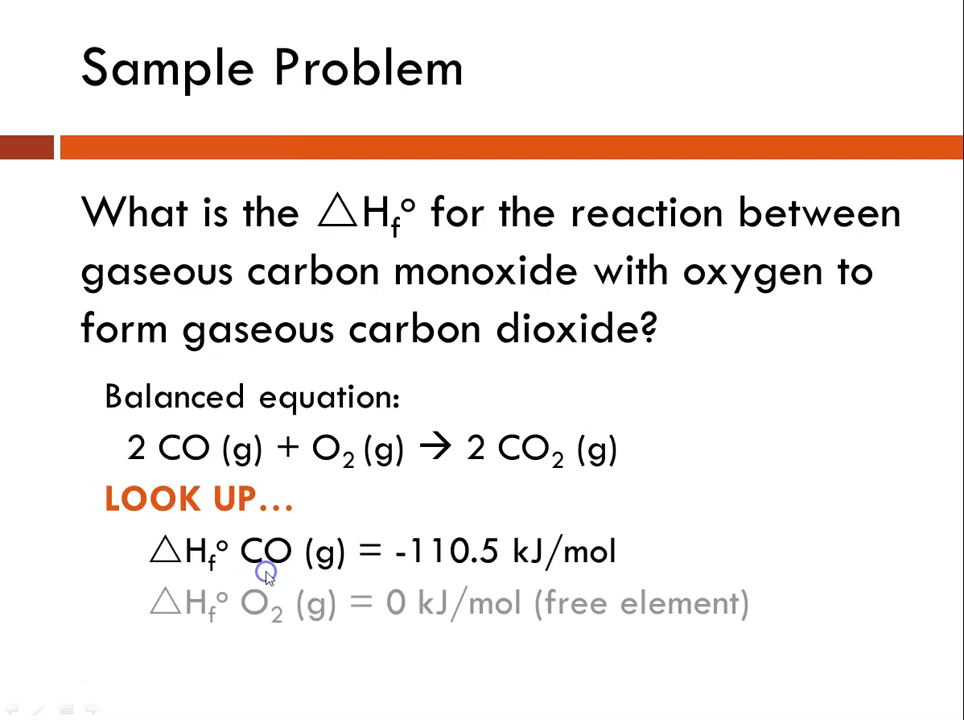 Sample Problem
What is the △Hf° for the reaction between
gaseous carbon monoxide with oxygen to
form gaseous carbon dioxide?
Balanced equation:
2 CO (g) + O₂ (g) → 2 CO₂ (g)
LOOK UP...
△Hf° CO (g) = -110.5 kJ/mol
△Hf° O₂ (g) = 0 kJ/mol (free element)